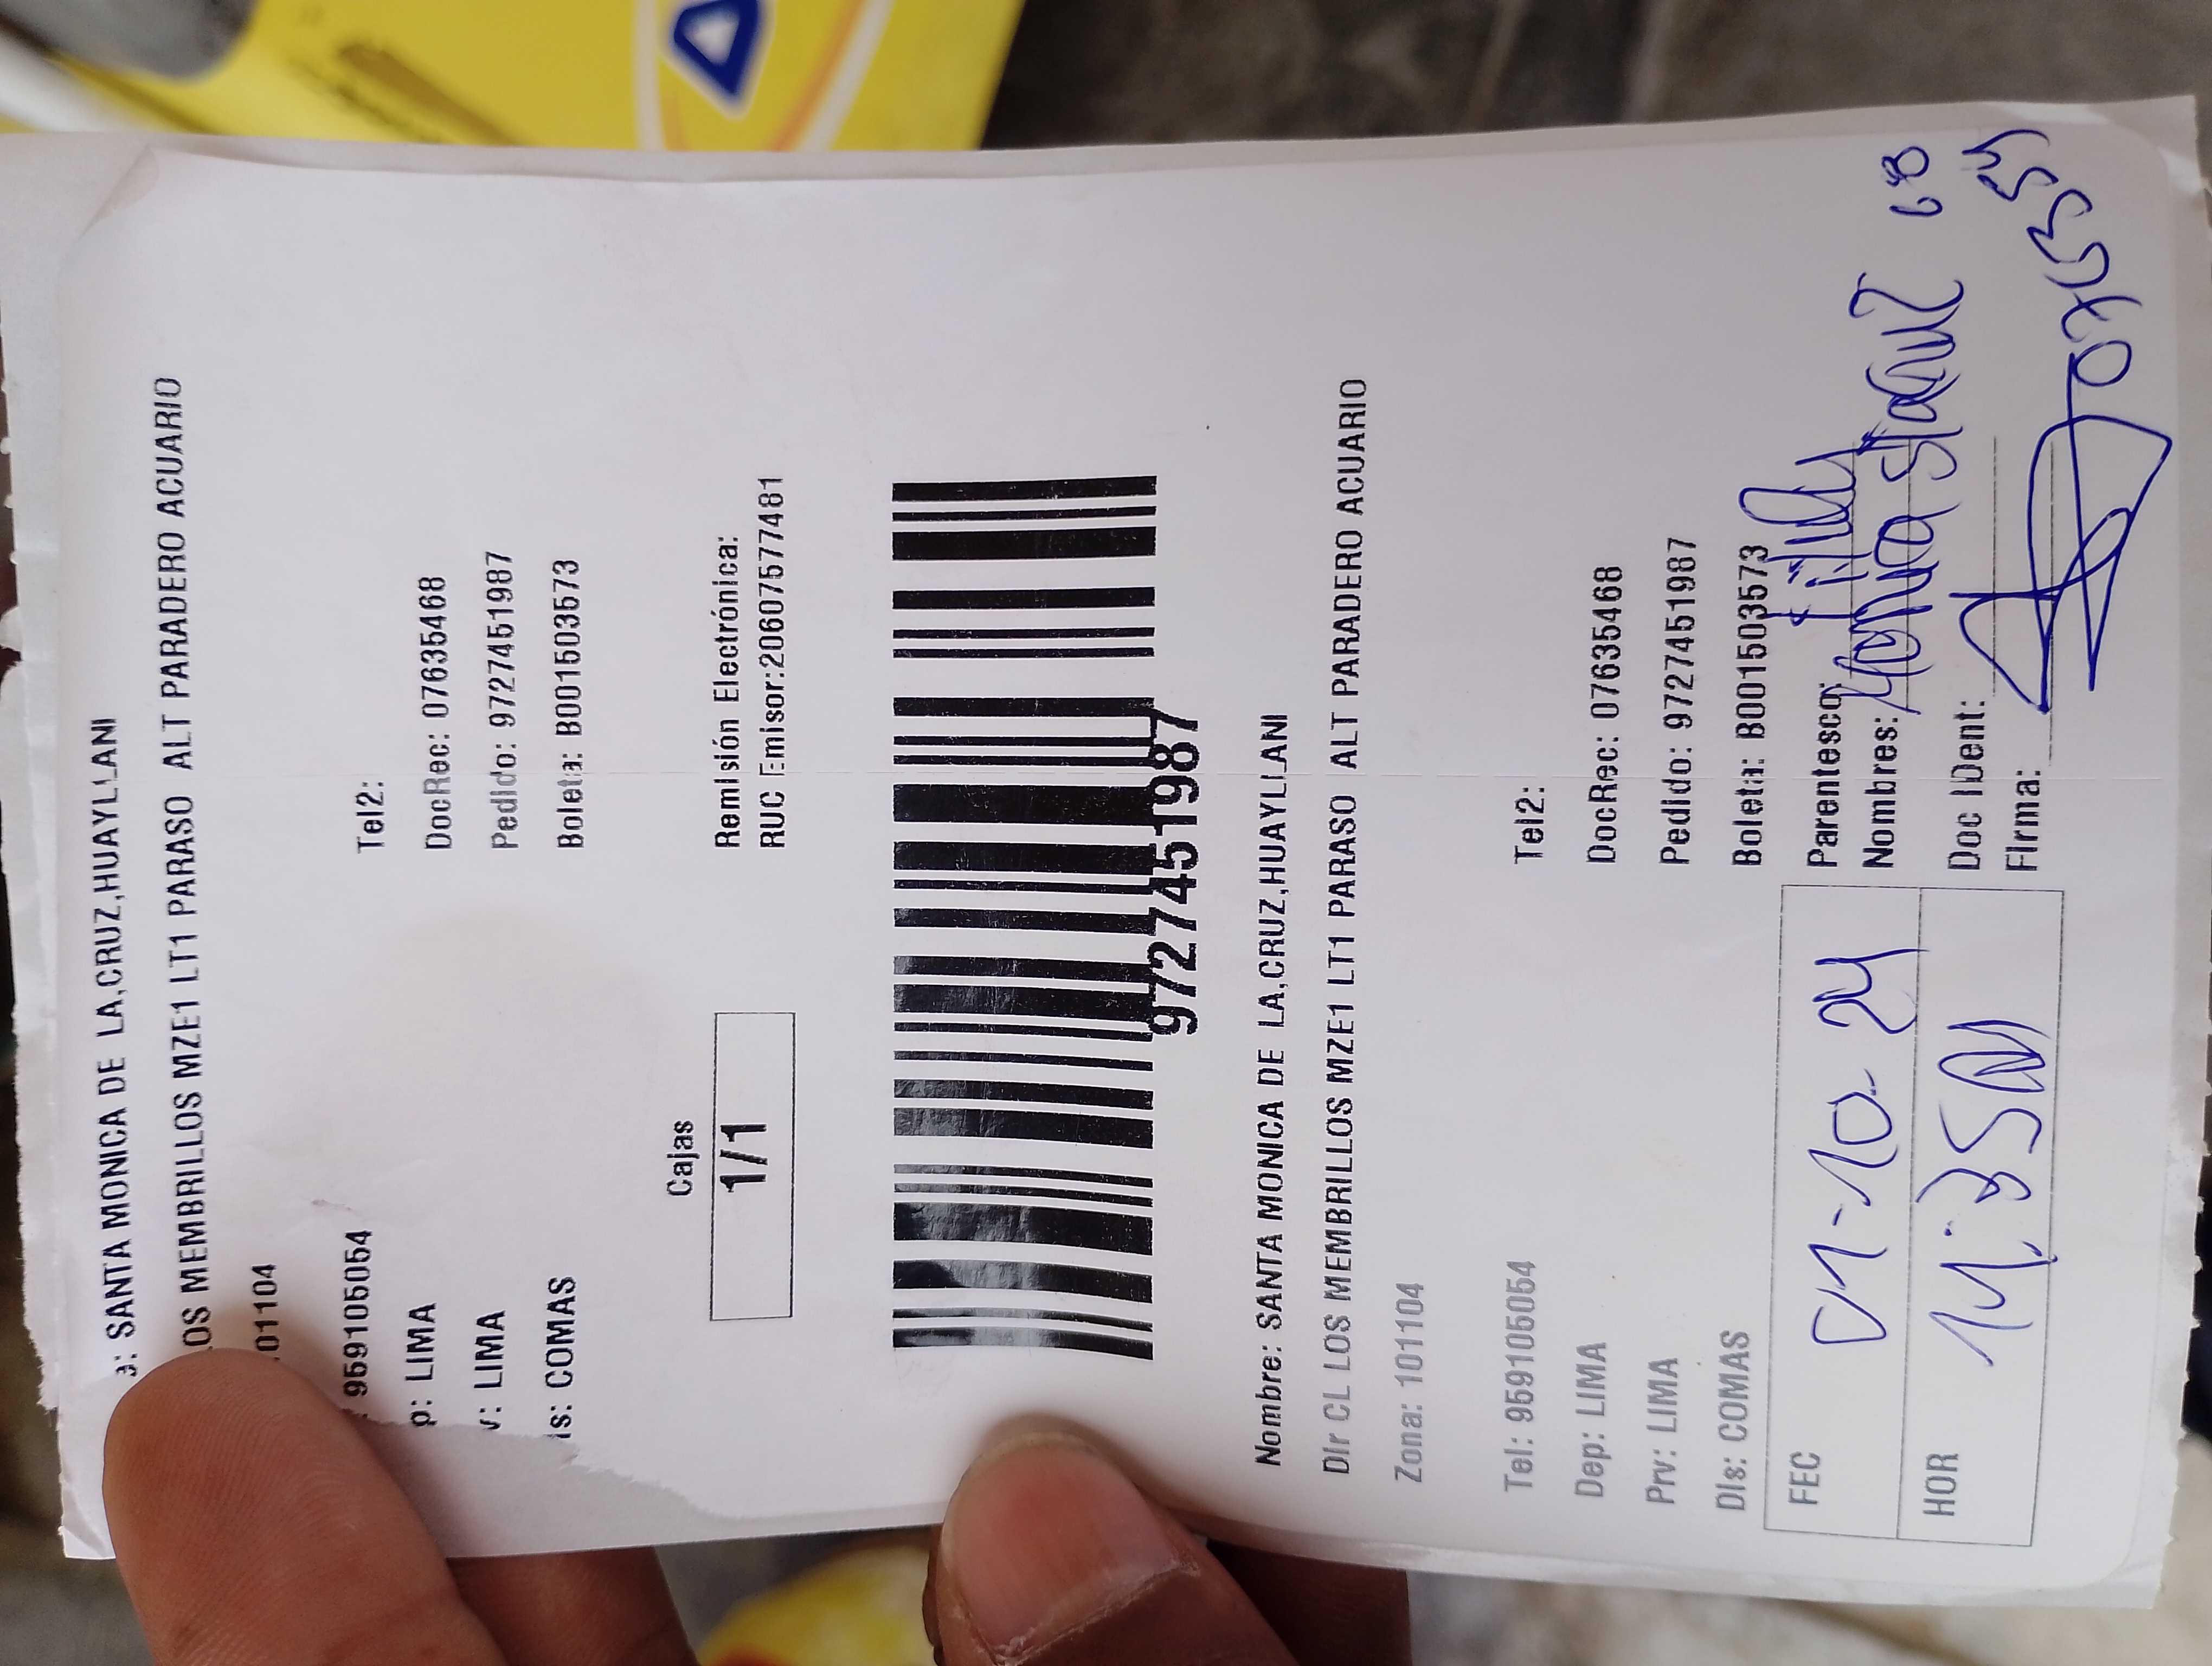 a: SANTA MONICA DE LA,CRUZ,HUAYLLANI
LOS MEMBRILLOS MZE1 LT1 PARASO ALT PARADERO ACUARIO
101104
: 959105054 Tel2:
p: LIMA DocRec: 07635468
v: LIMA Pedido: 972745 1987
is: COMAS Boleta: B001503573
Cajas
1/1
Remisión Electrónica:
RUC Emisor:20607577481
9727451987
Nombre: SANTA MONICA DE LA,CRUZ,HUAYLLANI
Dir CL LOS MEMBRILLOS MZE1 LT1 PARASO ALT PARADERO ACUARIO
Zona: 101104
Tel: 959105054 Tel2:
Dep: LIMA DocRec: 07635468
Prv: LIMA Pedido: 9727451987
Dis: COMAS Boleta: B001503573
FEC 01-10-24 Parentesco:
Nombres:
HOR 14:35 Doc IDent:
Firma: